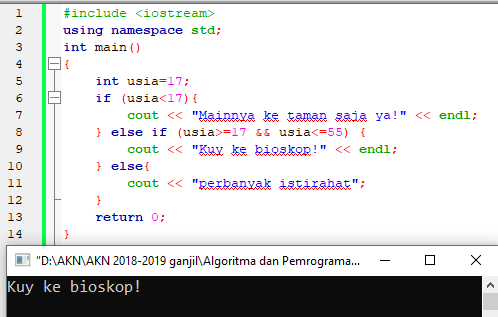 1 #include <iostream>
2 using namespace std;
3 int main()
4 {
5 int usia=17;
6 if (usia<17){
7 cout << "Mainnya ke taman saja ya!" << endl;
8 } else if (usia>=17 && usia<=55) {
9 cout << "Kuy ke bioskop!" << endl;
10 } else{
11 cout << "perbanyak istirahat";
12 }
13 return 0;
14 }
"D:\AKN\AKN 2018-2019 ganjil\Algoritma dan Pemrograma...
Kuy ke bioskop!